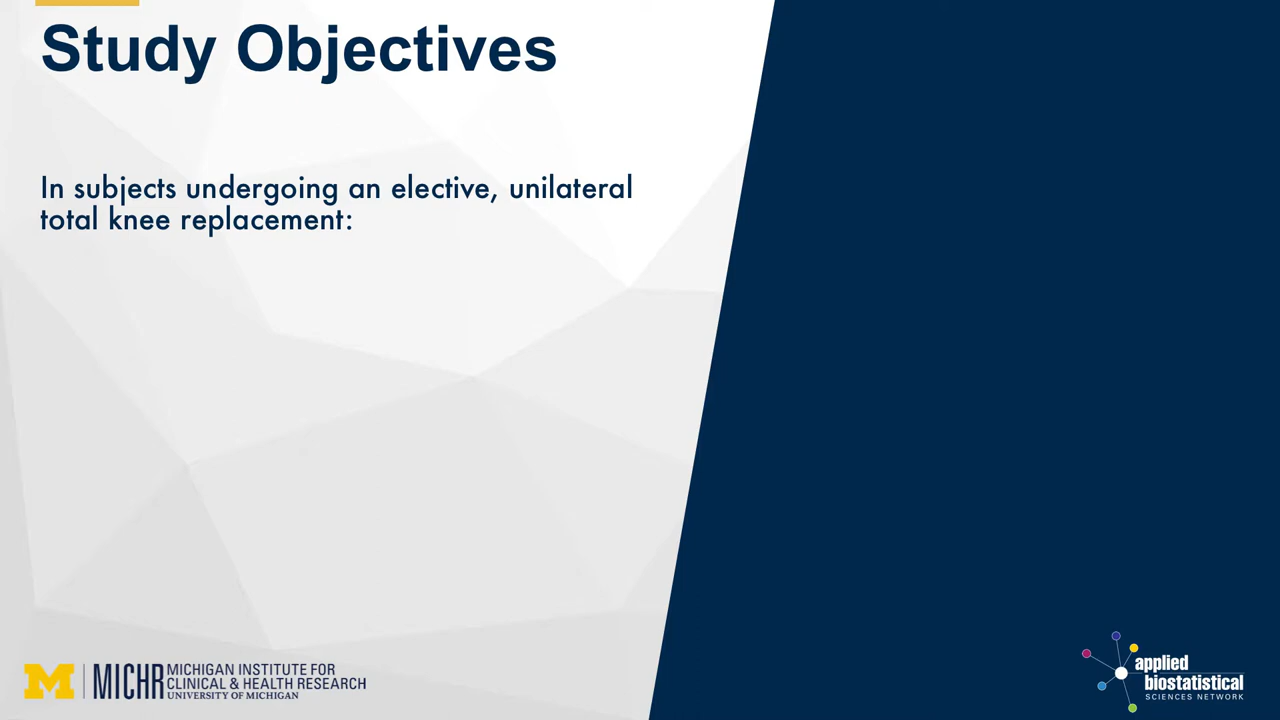 Study Objectives
In subjects undergoing an elective, unilateral
total knee replacement:
M
MICHR
MICHIGAN INSTITUTE FOR
CLINICAL & HEALTH RESEARCH
UNIVERSITY OF MICHIGAN
applied
biostatistical
SCIENCES NETWORK